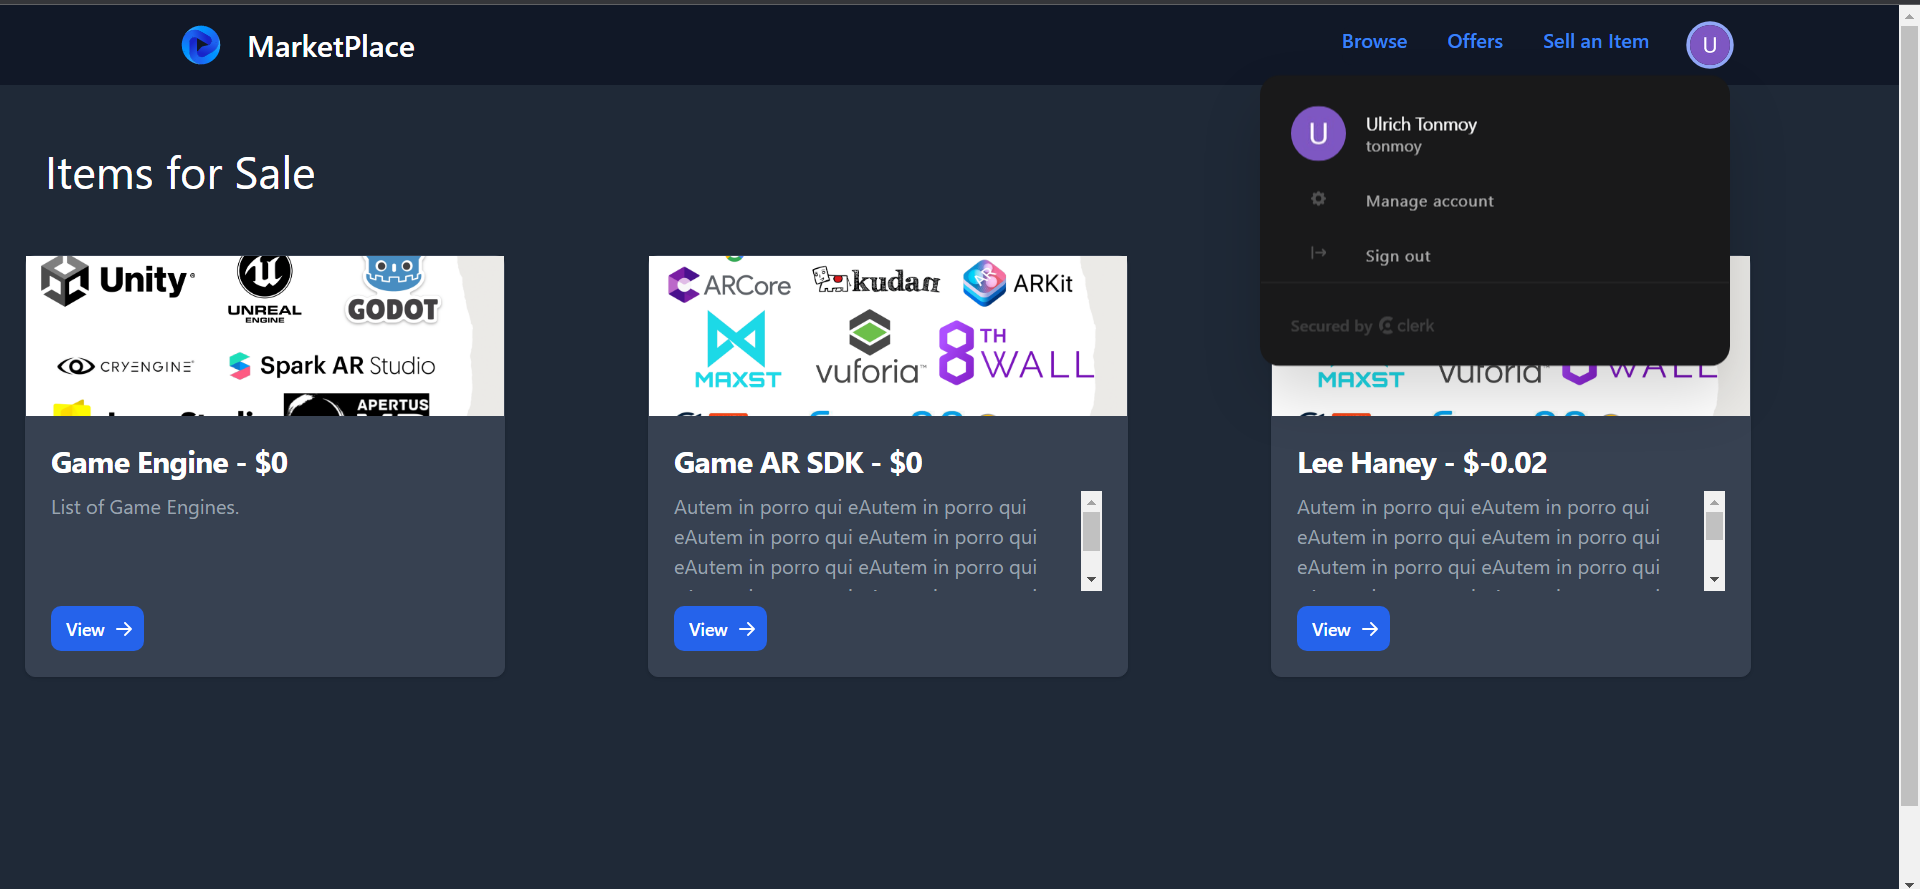 MarketPlace
Browse
Offers
Sell an Item
U
U
Ulrich Tonmoy
tonmoy
Manage account
Sign out
Secured by clerk
Items for Sale
Unity
UNREAL
ENGINE
GODOT
CRYENGINE
Spark AR Studio
APERTUS
Game Engine - $0
List of Game Engines.
View
ARCore
kudan
ARKit
MAXST
vuforia™
8TH WALL
Game AR SDK - $0
Autem in porro qui eAutem in porro qui
eAutem in porro qui eAutem in porro qui
eAutem in porro qui eAutem in porro qui
View
MAXST
vuforia
WALL
Lee Haney - $-0.02
Autem in porro qui eAutem in porro qui
eAutem in porro qui eAutem in porro qui
eAutem in porro qui eAutem in porro qui
View